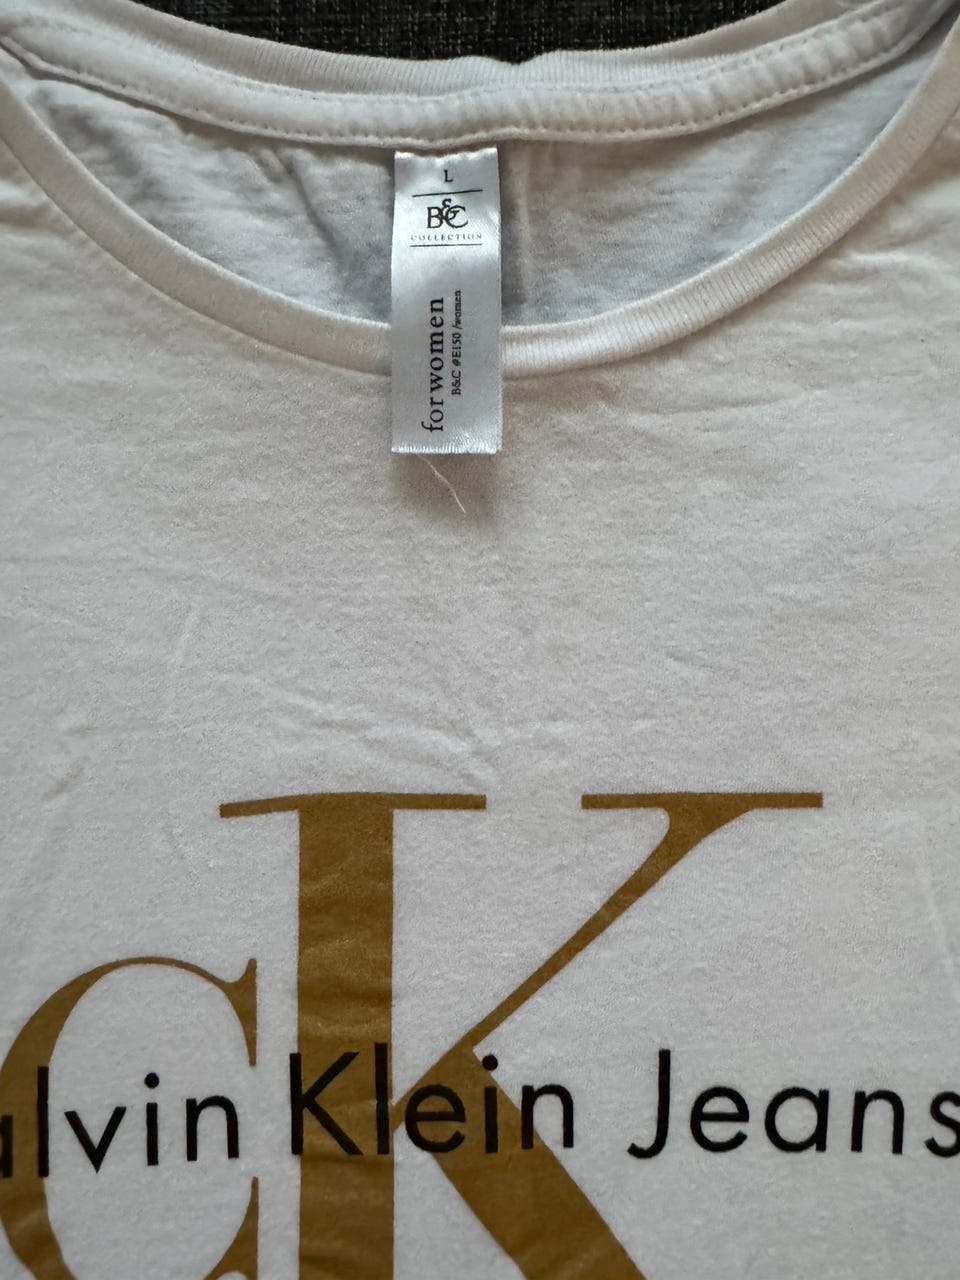 L
B&C
COLLECTION
for women
B&C #E150 /women
CK
alvin Klein Jeans